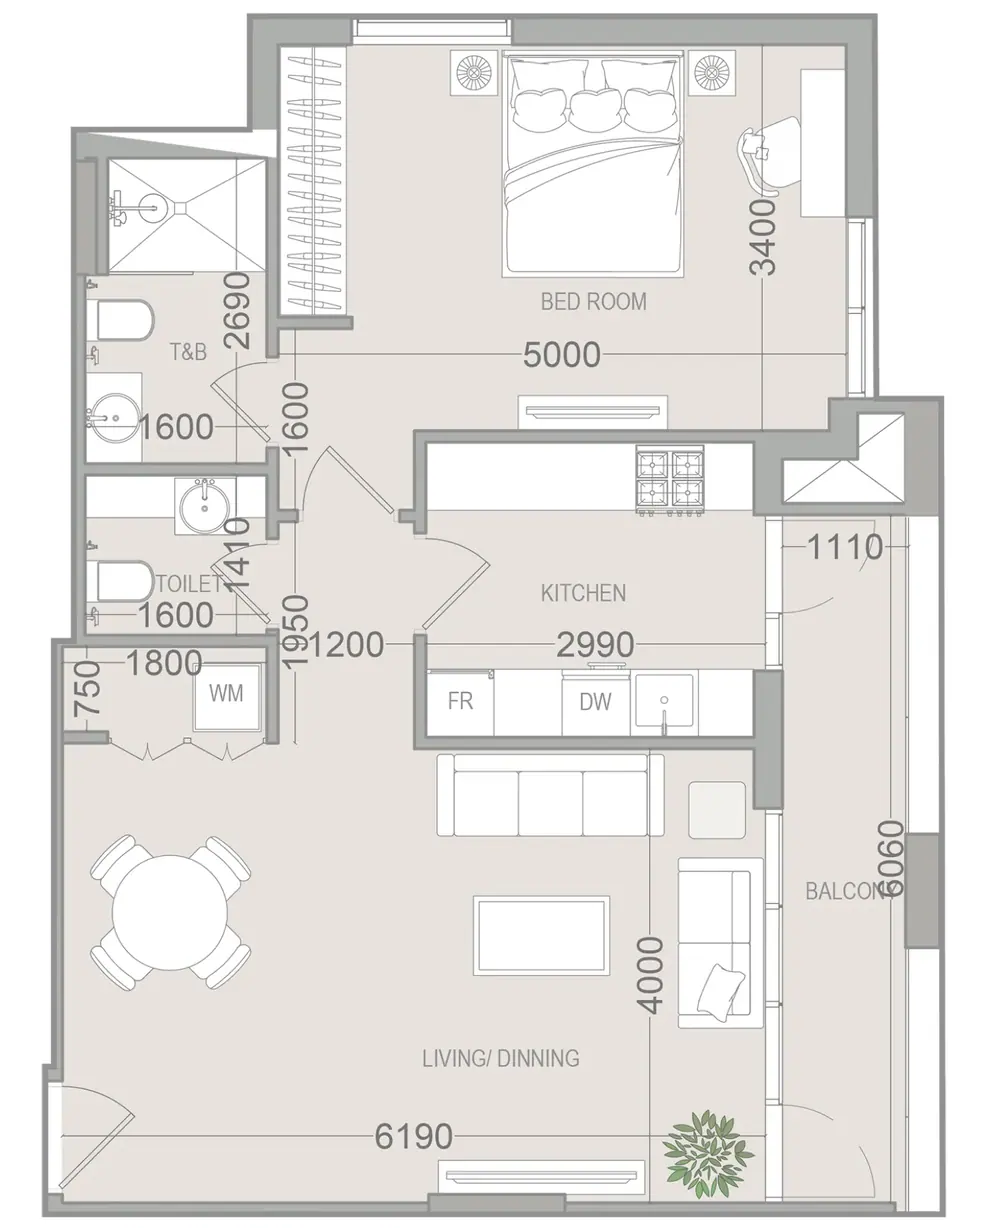 3400
BED ROOM
2690
T&B
5000
1600
1600
1410
1110
TOILET
KITCHEN
1600
1950
1200
2990
1800
750
WM
FR
DW
6060
BALCONY
4000
LIVING/ DINNING
6190